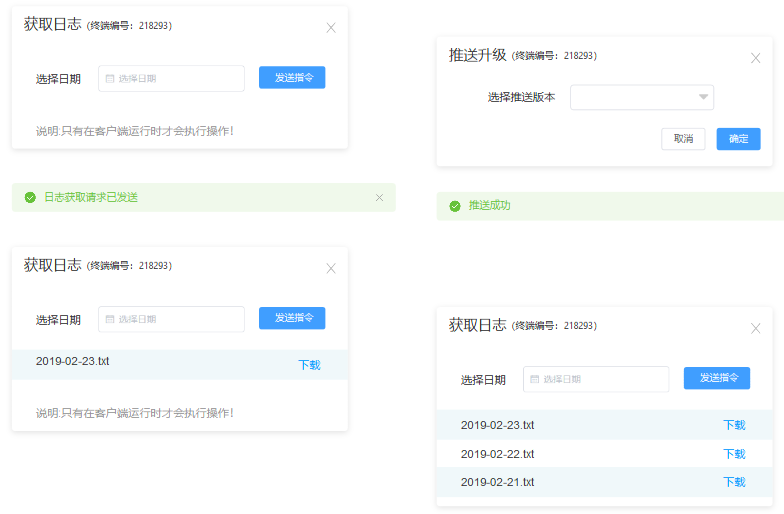 获取日志（终端编号：218293）
选择日期 选择日期 发送指令
说明:只有在客户端运行时才会执行操作!
日志获取请求已发送
获取日志（终端编号：218293）
选择日期 选择日期 发送指令
2019-02-23.txt 下载
说明:只有在客户端运行时才会执行操作!
推送升级（终端编号：218293）
选择推送版本
取消 确定
推送成功
获取日志（终端编号：218293）
选择日期 选择日期 发送指令
2019-02-23.txt 下载
2019-02-22.txt 下载
2019-02-21.txt 下载